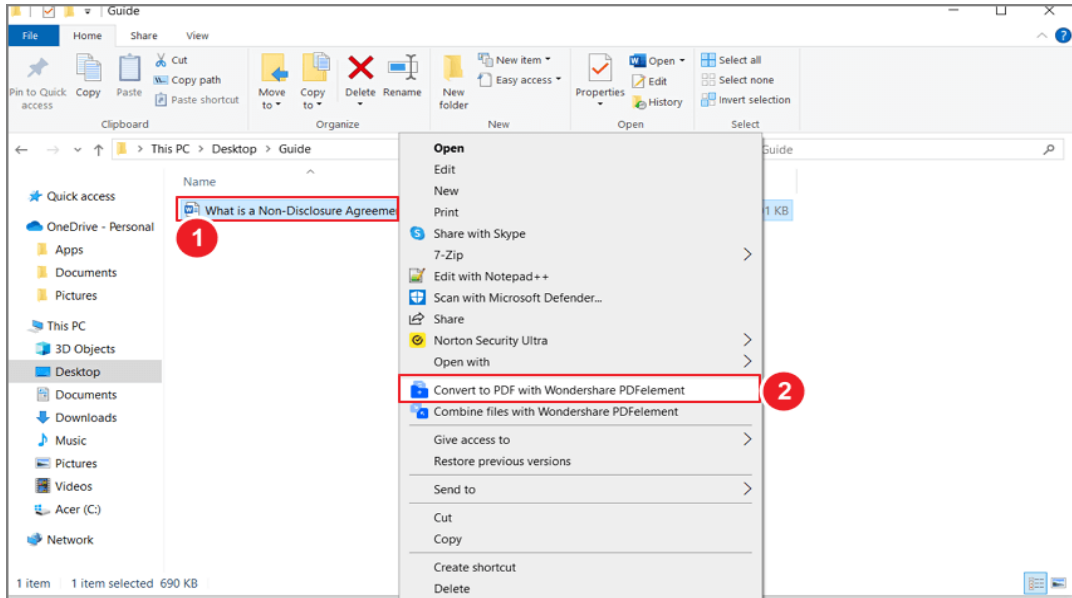 Guide
File Home Share View
Pin to Quick access
Copy
Paste
Cut
Copy path
Paste shortcut
Clipboard
Move to
Copy to
Delete
Rename
Organize
New folder
New item
Easy access
New
Properties
Open
Edit
History
Open
Select all
Select none
Invert selection
Select
This PC > Desktop > Guide
Guide
Name
Quick access
OneDrive - Personal
Apps
Documents
Pictures
This PC
3D Objects
Desktop
Documents
Downloads
Music
Pictures
Videos
Acer (C:)
Network
What is a Non-Disclosure Agreeme
1 KB
1
Open
Edit
New
Print
Share with Skype
7-Zip
Edit with Notepad++
Scan with Microsoft Defender...
Share
Norton Security Ultra
Open with
Convert to PDF with Wondershare PDFelement
2
Combine files with Wondershare PDFelement
Give access to
Restore previous versions
Send to
Cut
Copy
Create shortcut
Delete
1 item 1 item selected 690 KB